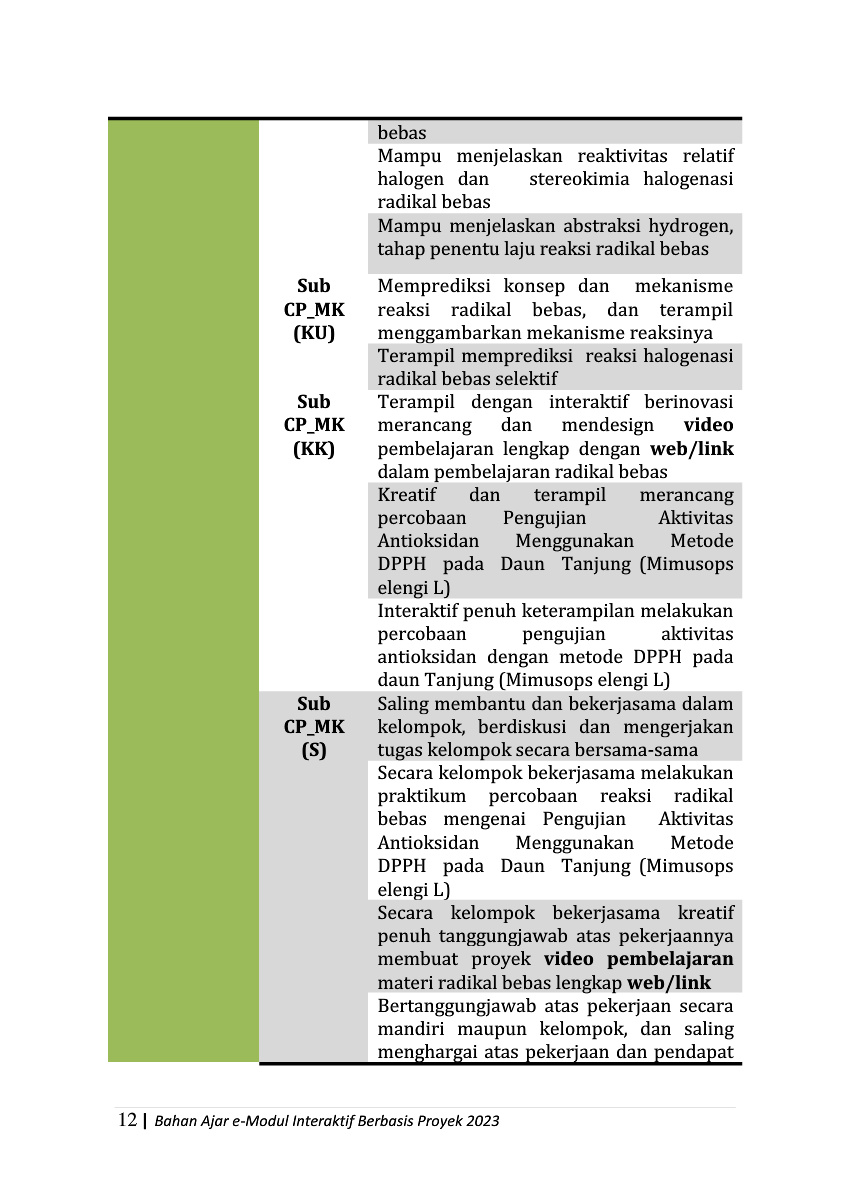 bebas
Mampu menjelaskan reaktivitas relatif
halogen dan stereokimia halogenasi
radikal bebas
Mampu menjelaskan abstraksi hydrogen,
tahap penentu laju reaksi radikal bebas
Sub
CP_MK
(KU)
Memprediksi konsep dan mekanisme
reaksi radikal bebas, dan terampil
menggambarkan mekanisme reaksinya
Terampil memprediksi reaksi halogenasi
radikal bebas selektif
Sub
CP_MK
(KK)
Terampil dengan interaktif berinovasi
merancang dan mendesign video
pembelajaran lengkap dengan web/link
dalam pembelajaran radikal bebas
Kreatif dan terampil merancang
percobaan Pengujian Aktivitas
Antioksidan Menggunakan Metode
DPPH pada Daun Tanjung (Mimusops
elengi L)
Interaktif penuh keterampilan melakukan
percobaan pengujian aktivitas
antioksidan dengan metode DPPH pada
daun Tanjung (Mimusops elengi L)
Sub
CP_MK
(S)
Saling membantu dan bekerjasama dalam
kelompok, berdiskusi dan mengerjakan
tugas kelompok secara bersama-sama
Secara kelompok bekerjasama melakukan
praktikum percobaan reaksi radikal
bebas mengenai Pengujian Aktivitas
Antioksidan Menggunakan Metode
DPPH pada Daun Tanjung (Mimusops
elengi L)
Secara kelompok bekerjasama kreatif
penuh tanggungjawab atas pekerjaannya
membuat proyek video pembelajaran
materi radikal bebas lengkap web/link
Bertanggungjawab atas pekerjaan secara
mandiri maupun kelompok, dan saling
menghargai atas pekerjaan dan pendapat
12 | Bahan Ajar e-Modul Interaktif Berbasis Proyek 2023